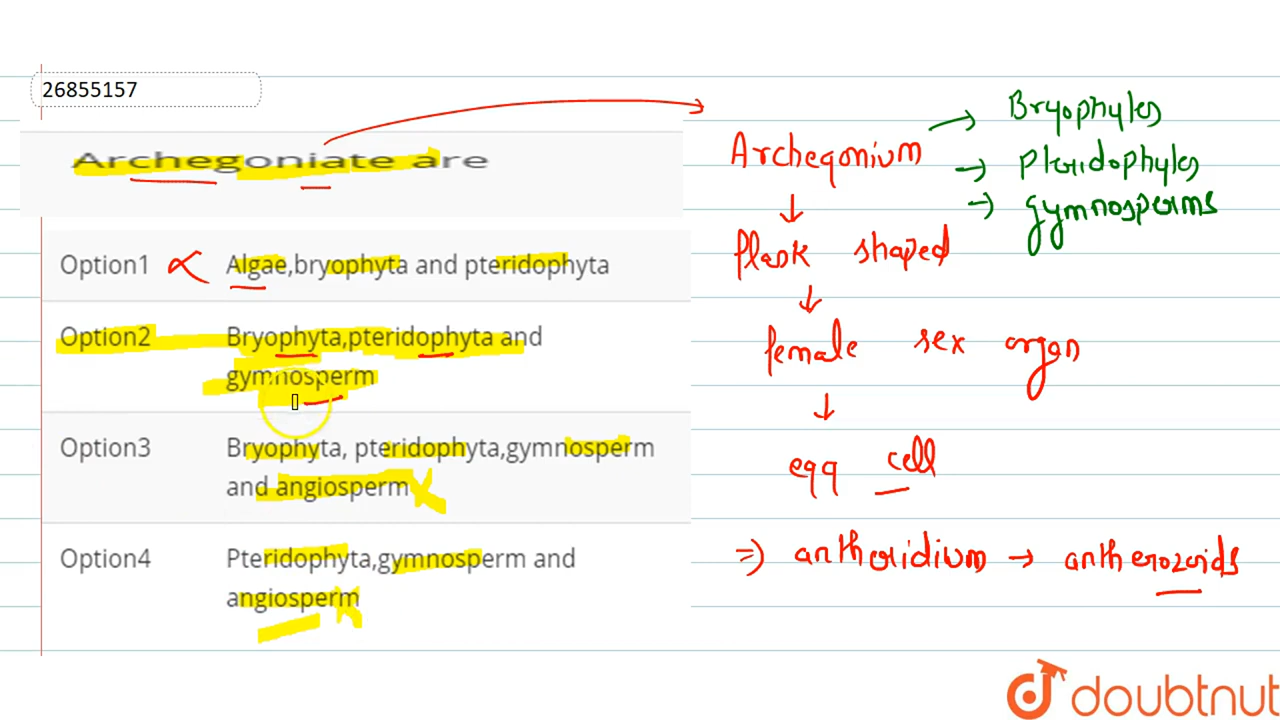 26855157
Archegoniate are
Option1 Algae,bryophyta and pteridophyta
Option2 Bryophyta,pteridophyta and
gymnosperm
Option3 Bryophyta, pteridophyta,gymnosperm
and angiosperm
Option4 Pteridophyta,gymnosperm and
angiosperm
Archegonium → Bryophytes
→ Pteridophytes
→ gymnosperms
↓
Flask shaped
↓
female sex organ
↓
egg cell
⇒ antheridium → antherozoids
doubtnut